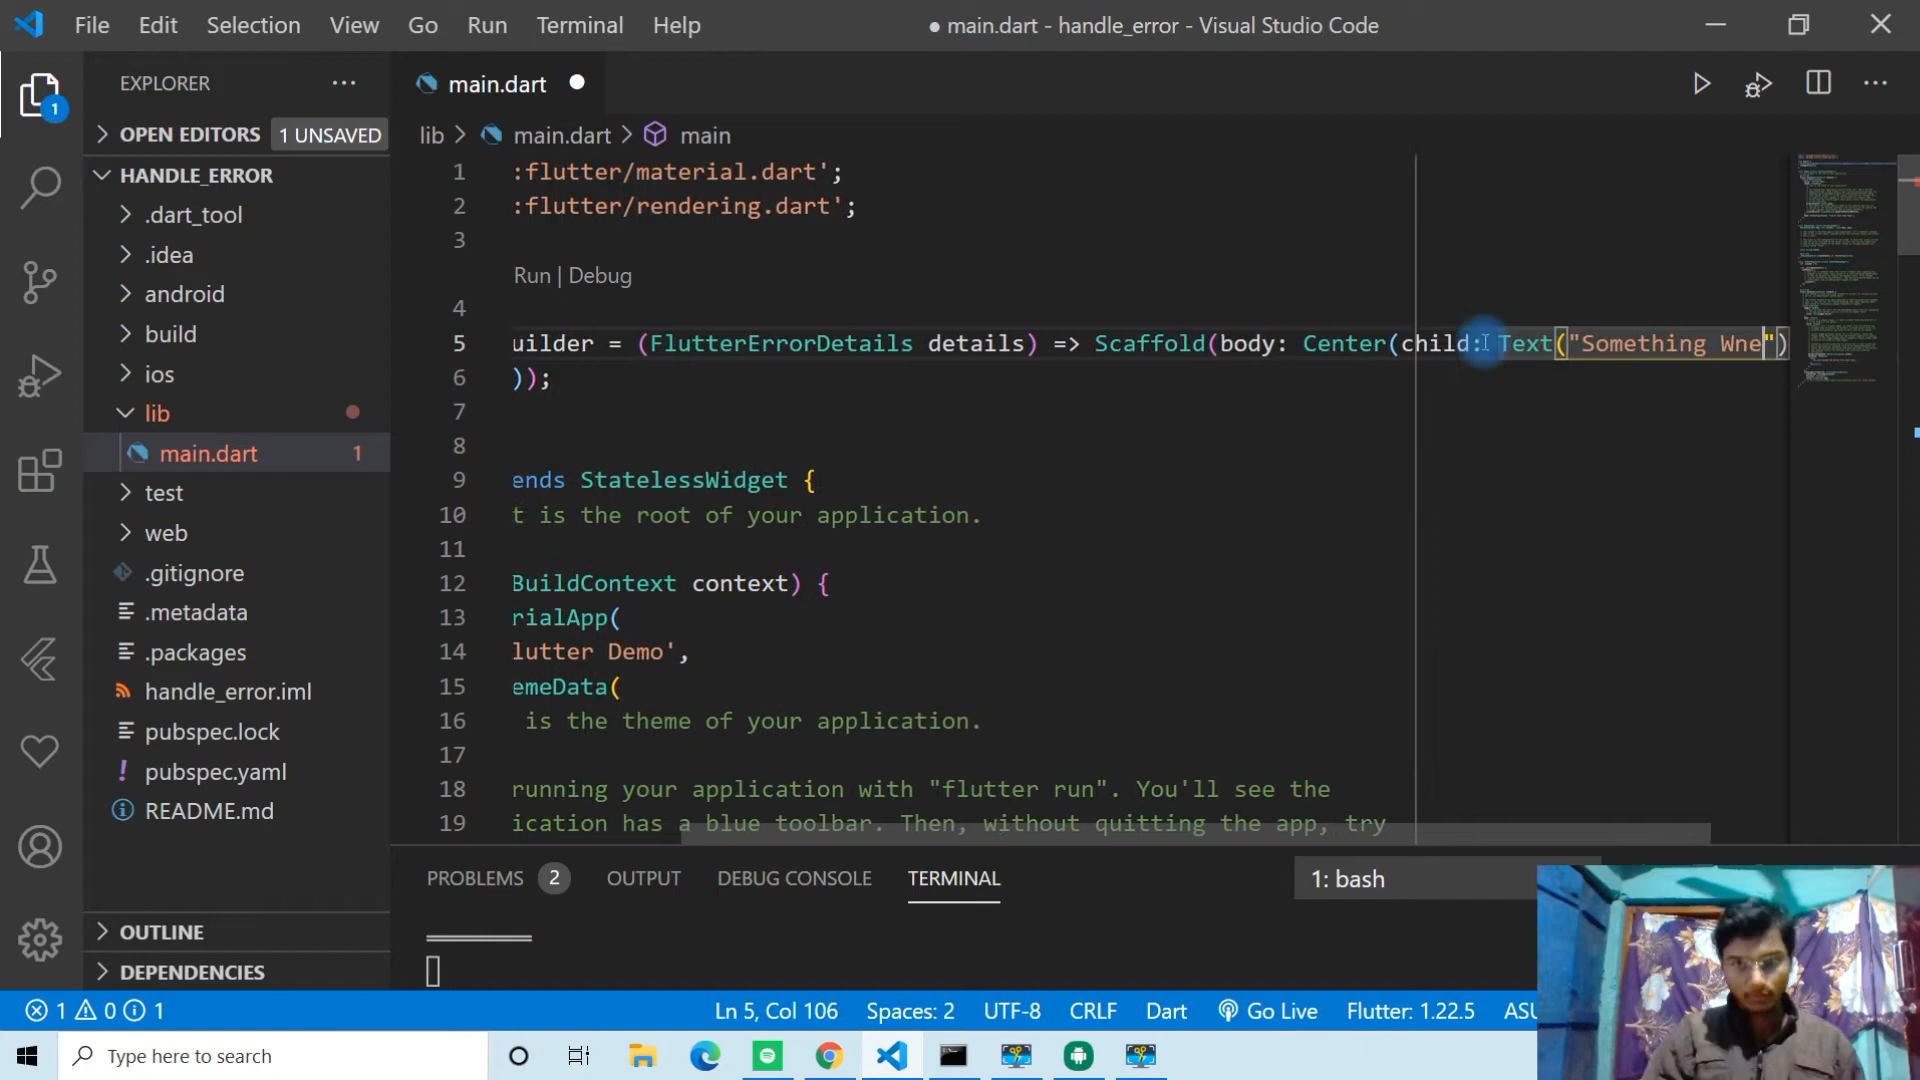 File Edit Selection View Go Run Terminal Help
● main.dart - handle_error - Visual Studio Code
EXPLORER
OPEN EDITORS 1 UNSAVED
HANDLE_ERROR
.dart_tool
.idea
android
build
ios
lib
main.dart 1
test
web
.gitignore
.metadata
.packages
handle_error.iml
pubspec.lock
pubspec.yaml
README.md
OUTLINE
DEPENDENCIES
1
main.dart
lib > main.dart > main
1 :flutter/material.dart';
2 :flutter/rendering.dart';
3
Run | Debug
4
5 uilder = (FlutterErrorDetails details) => Scaffold(body: Center(child: Text("Something Wne")
6 ));
7
8
9 ends StatelessWidget {
10 t is the root of your application.
11
12 BuildContext context) {
13 rialApp(
14 lutter Demo',
15 emeData(
16 is the theme of your application.
17
18 running your application with "flutter run". You'll see the
19 ication has a blue toolbar. Then, without quitting the app, try
PROBLEMS 2 OUTPUT DEBUG CONSOLE TERMINAL 1: bash
1 0 1 Ln 5, Col 106 Spaces: 2 UTF-8 CRLF Dart Go Live Flutter: 1.22.5 ASU
Type here to search